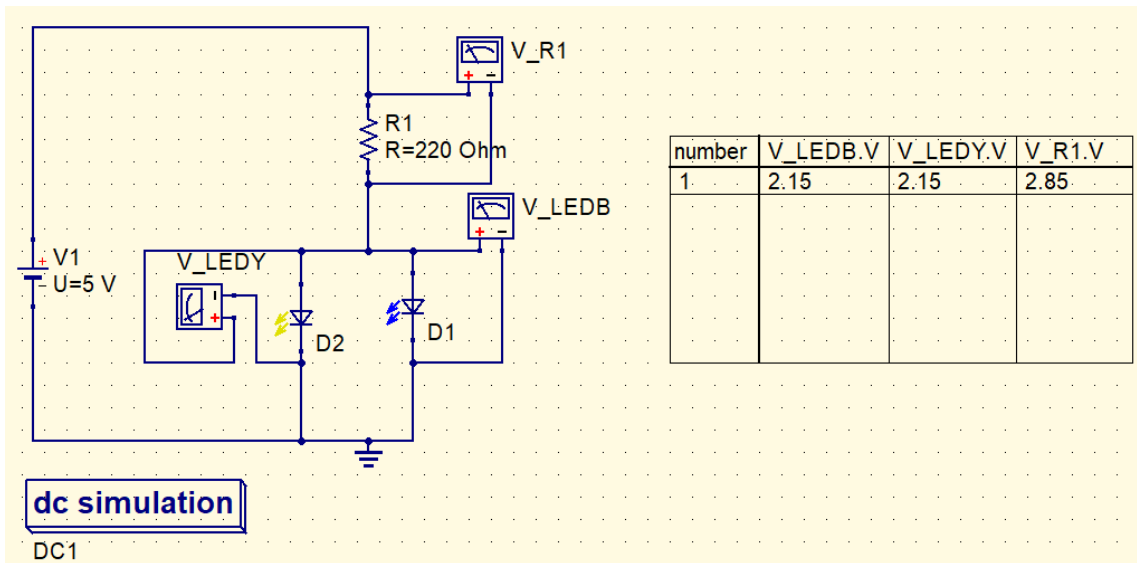 V_R1
R1
R=220 Ohm
number V_LEDB.V V_LEDY.V V_R1.V
1 2.15 2.15 2.85
V_LEDB
V1
U=5 V
V_LEDY
D2
D1
dc simulation
DC1